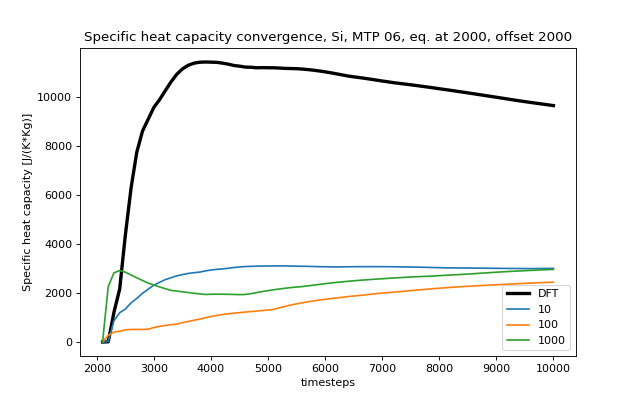 Specific heat capacity convergence, Si, MTP 06, eq. at 2000, offset 2000
Specific heat capacity [J/(K*Kg)]
10000
8000
6000
4000
2000
0
2000 3000 4000 5000 6000 7000 8000 9000 10000
timesteps
DFT
10
100
1000